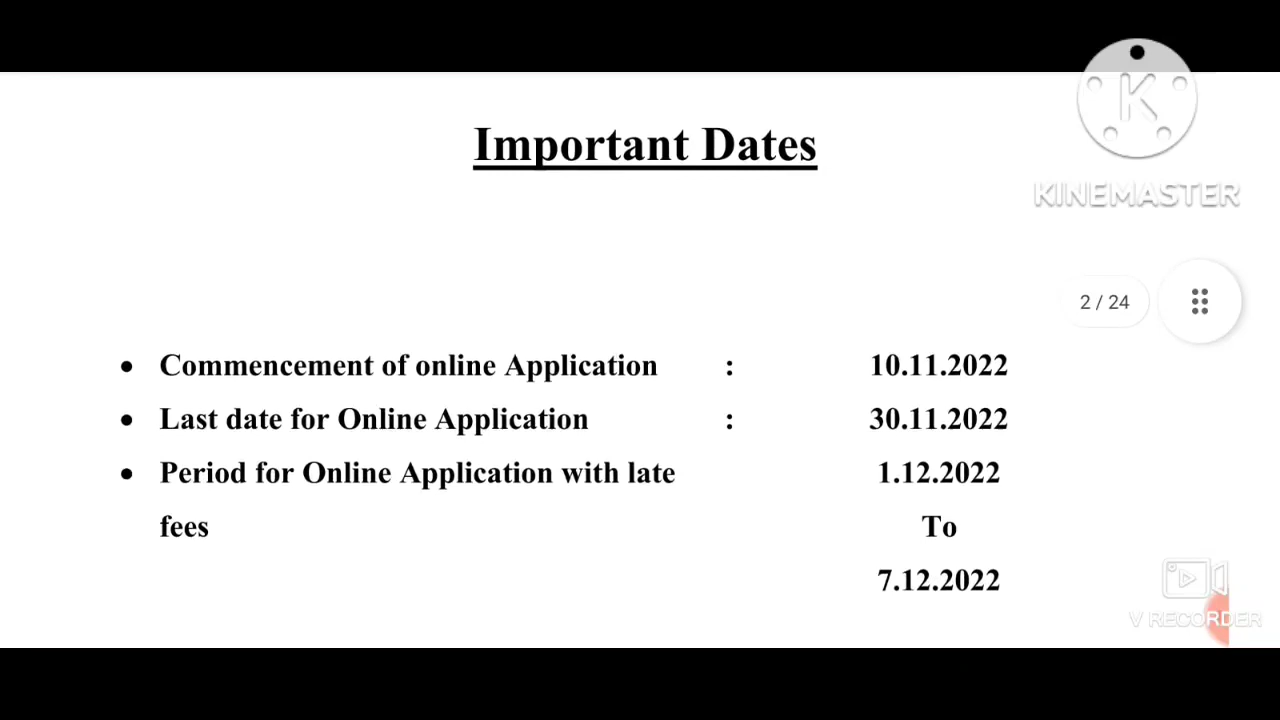 Important Dates
K
KINEMASTER
2 / 24
• Commencement of online Application : 10.11.2022
• Last date for Online Application : 30.11.2022
• Period for Online Application with late 1.12.2022
fees To
7.12.2022
V RECORDER